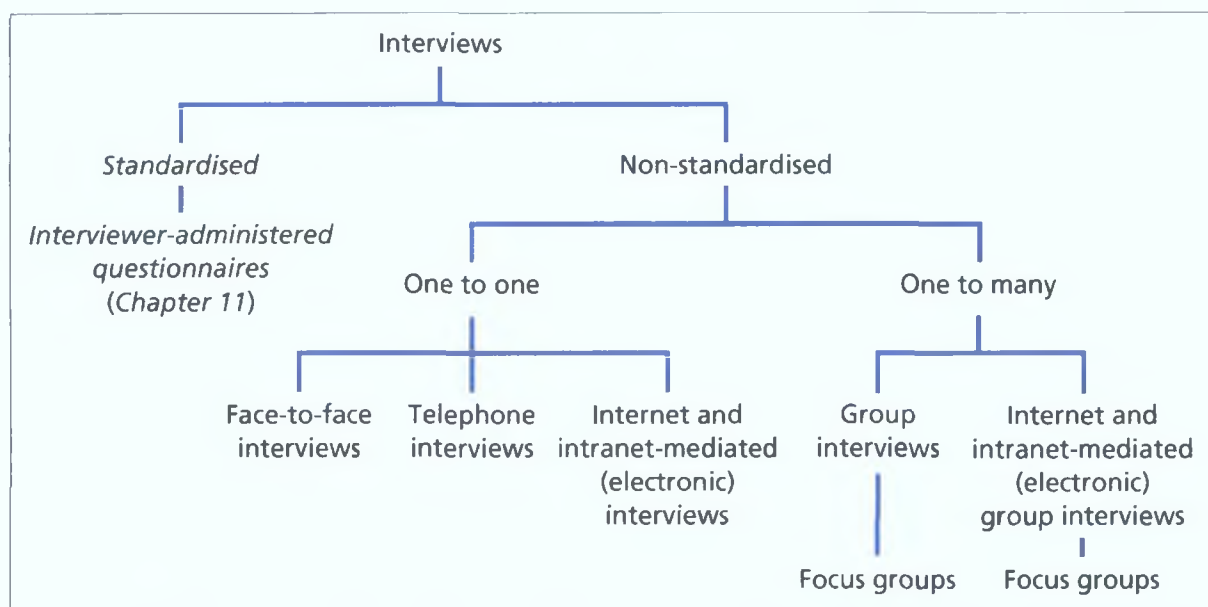 Interviews
Standardised
Non-standardised
Interviewer-administered
questionnaires
(Chapter 11)
One to one
One to many
Face-to-face
interviews
Telephone
interviews
Internet and
intranet-mediated
(electronic)
interviews
Group
interviews
Internet and
intranet-mediated
(electronic)
group interviews
Focus groups
Focus groups